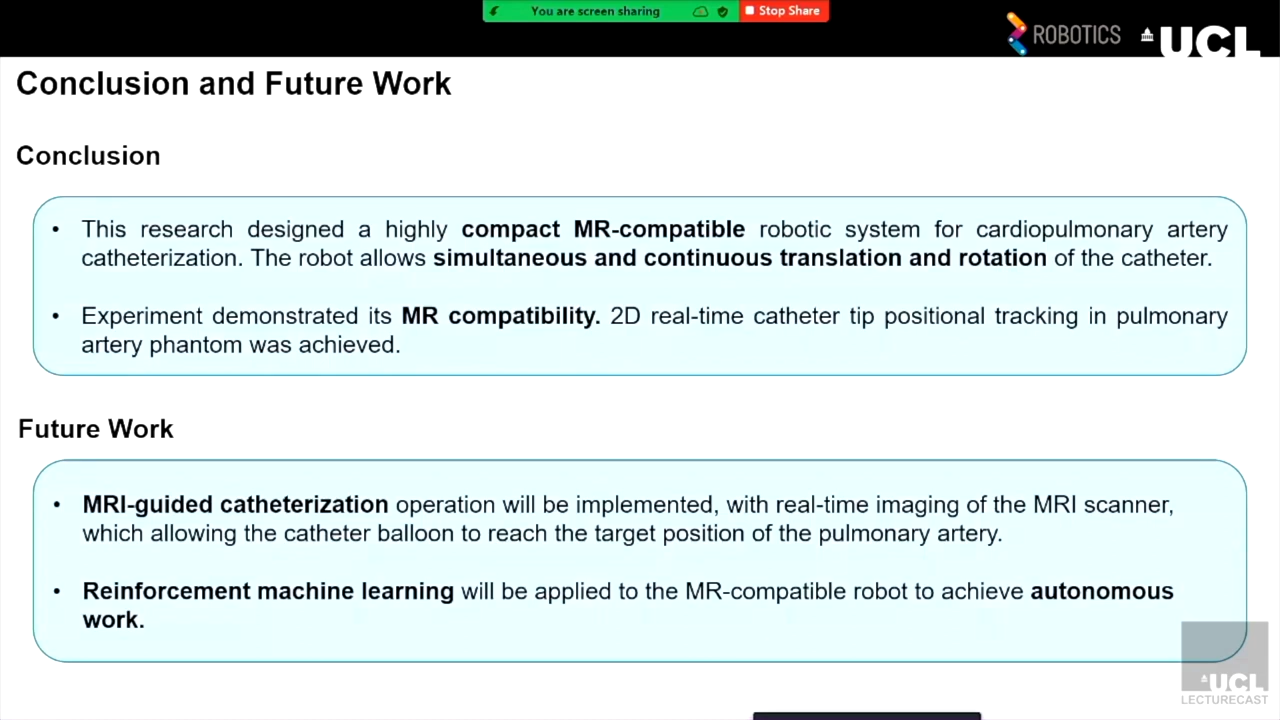 You are screen sharing
Stop Share
ROBOTICS
UCL
Conclusion and Future Work
Conclusion
• This research designed a highly compact MR-compatible robotic system for cardiopulmonary artery
catheterization. The robot allows simultaneous and continuous translation and rotation of the catheter.
• Experiment demonstrated its MR compatibility. 2D real-time catheter tip positional tracking in pulmonary
artery phantom was achieved.
Future Work
• MRI-guided catheterization operation will be implemented, with real-time imaging of the MRI scanner,
which allowing the catheter balloon to reach the target position of the pulmonary artery.
• Reinforcement machine learning will be applied to the MR-compatible robot to achieve autonomous
work.
UCL
LECTURECAST